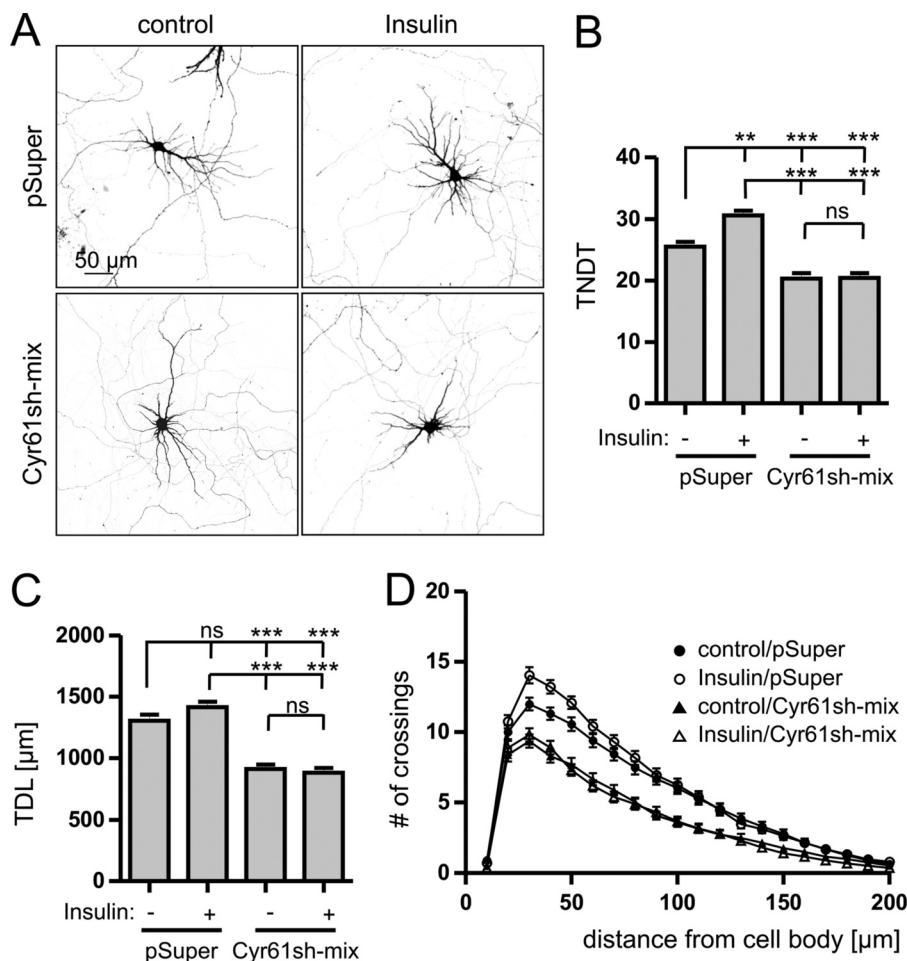 A
control
Insulin
pSuper
50 µm
Cyr61sh-mix
B
** *** ***
*** ***
ns
40
30
20
10
0
TNDT
Insulin: - + - +
pSuper Cyr61sh-mix
C
ns *** ***
*** ***
ns
2000
1500
1000
500
0
TDL [µm]
Insulin: - + - +
pSuper Cyr61sh-mix
D
20
15
10
5
0
# of crossings
control/pSuper
Insulin/pSuper
control/Cyr61sh-mix
Insulin/Cyr61sh-mix
0 50 100 150 200
distance from cell body [µm]